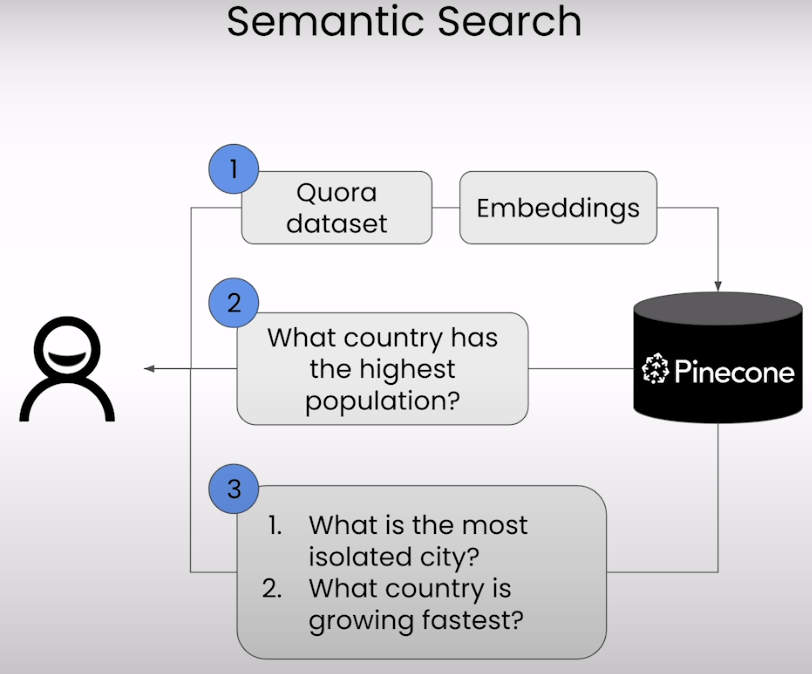 Semantic Search
1
Quora
dataset
Embeddings
2
What country has
the highest
population?
Pinecone
3
1. What is the most
isolated city?
2. What country is
growing fastest?